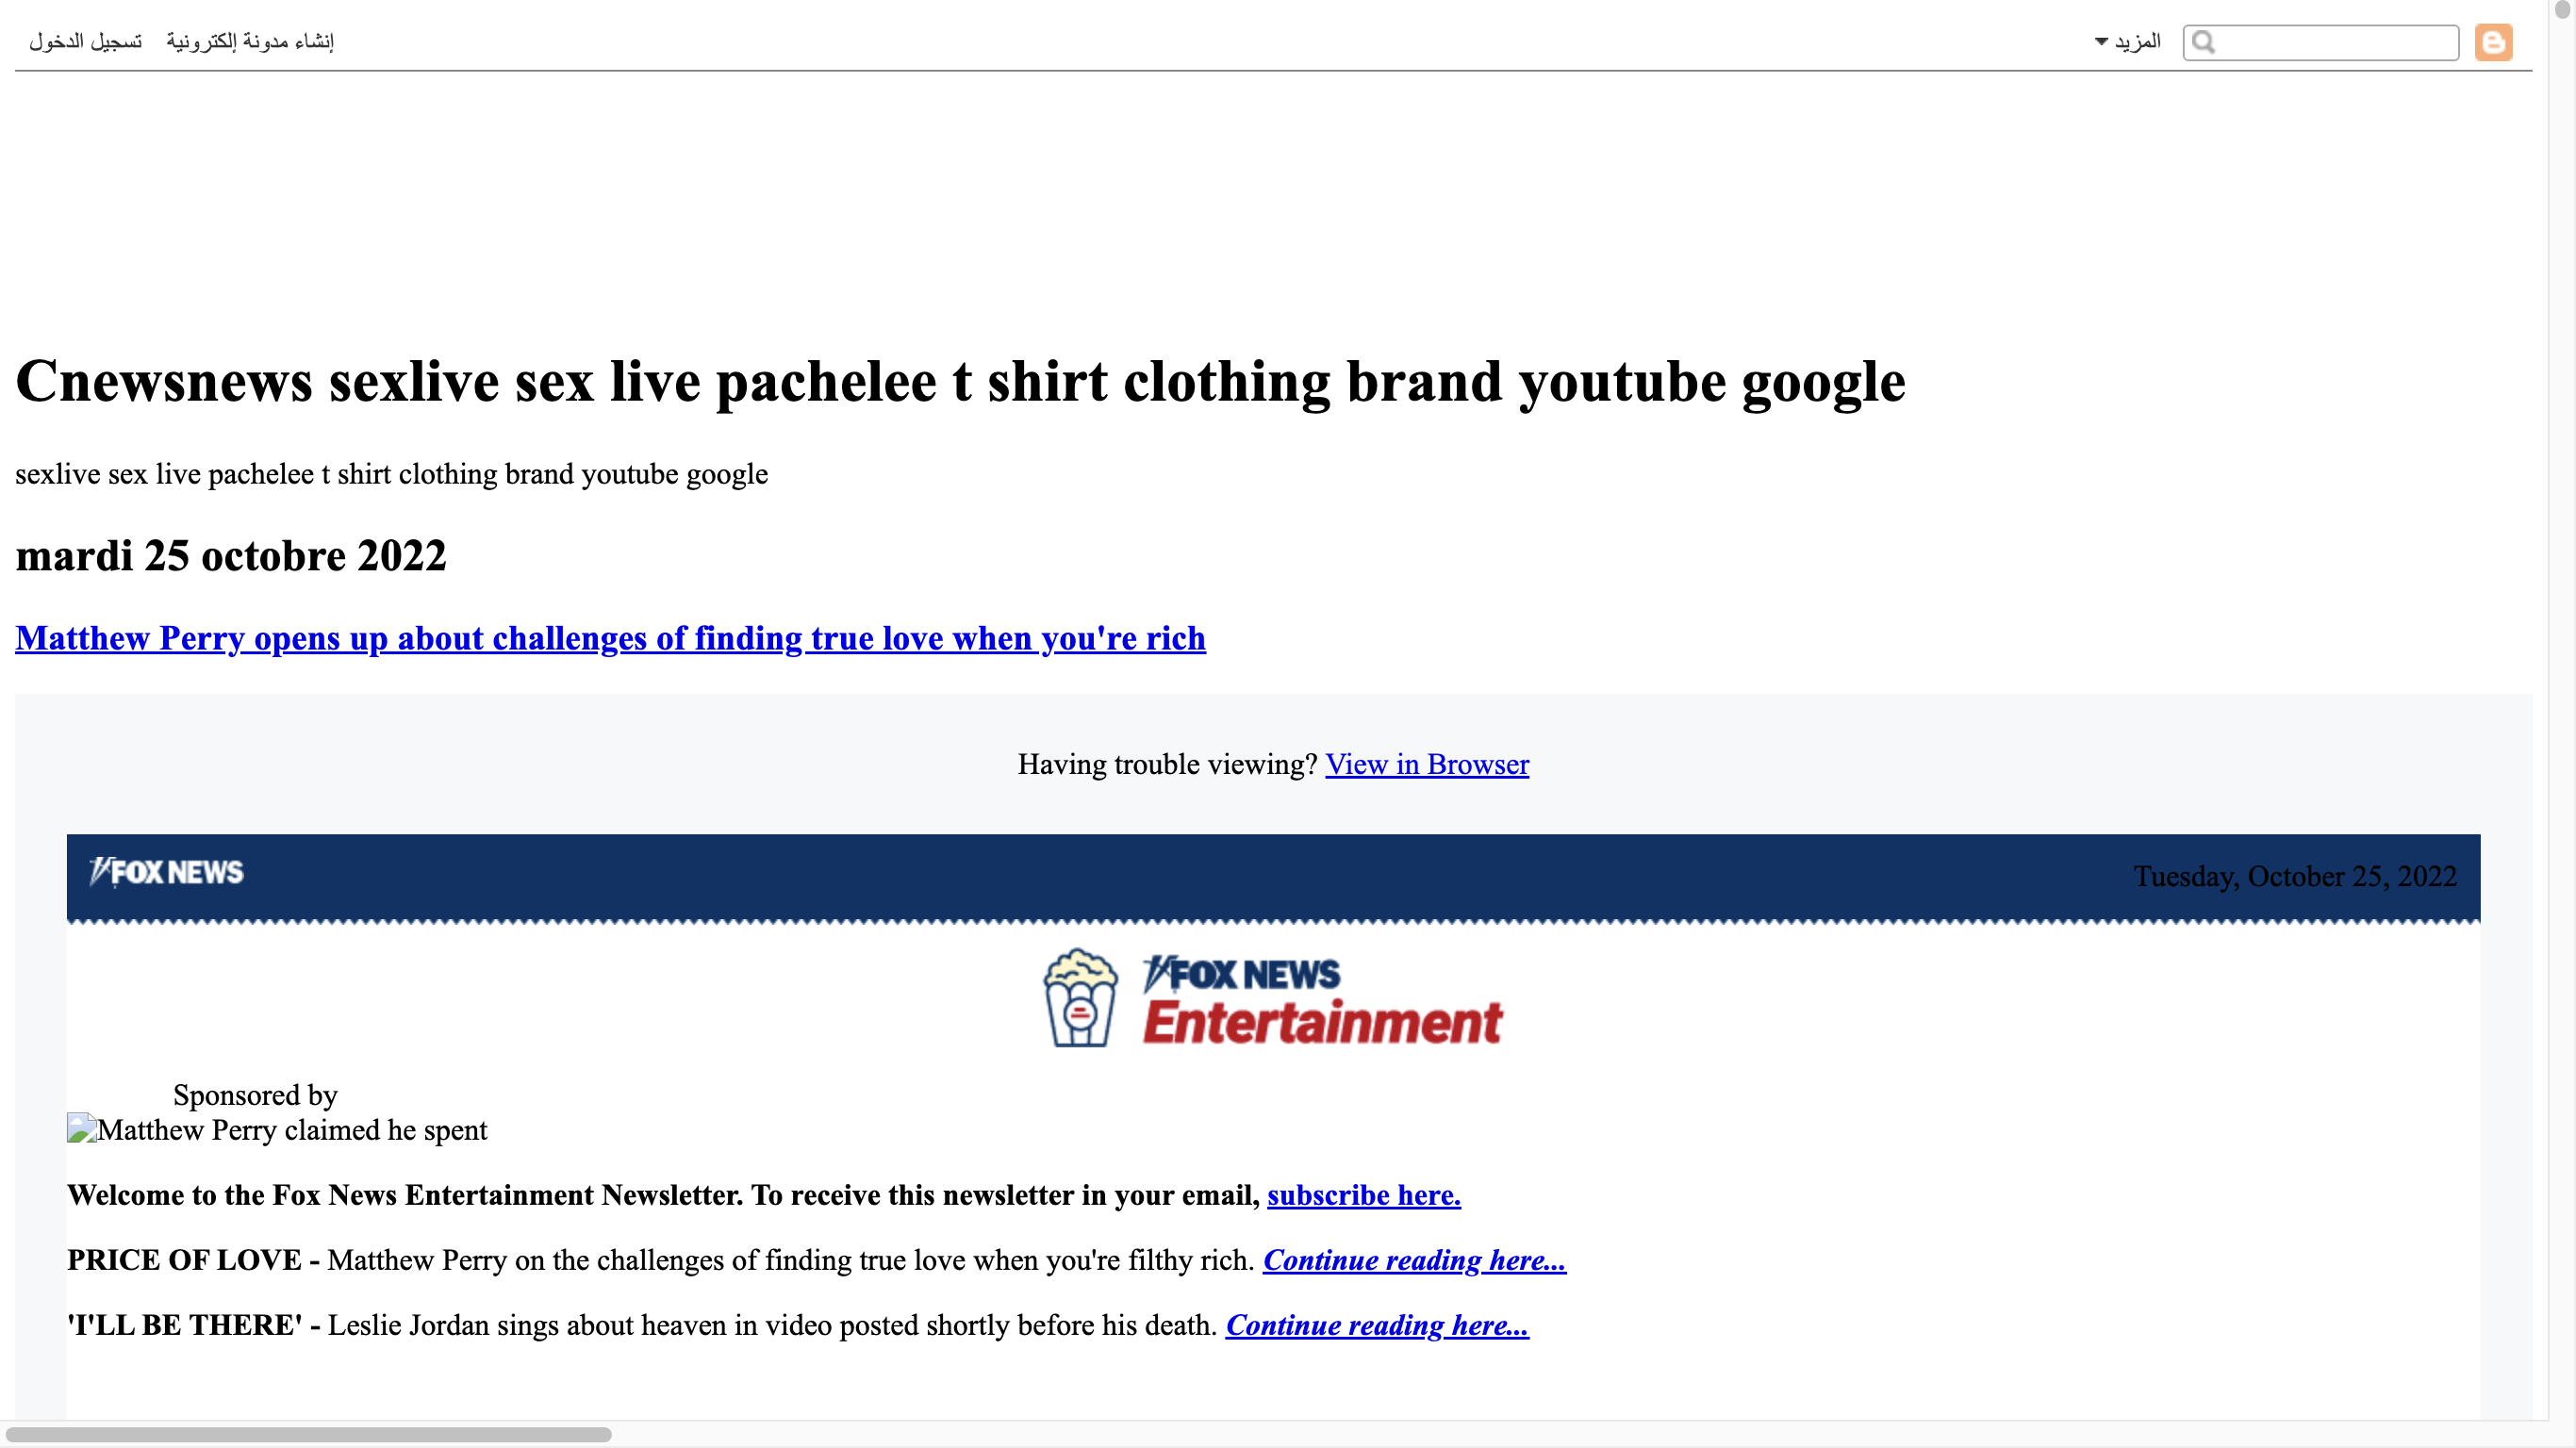 تسجيل الدخول إنشاء مدونة إلكترونية المزيد
Cnewsnews sexlive sex live pachelee t shirt clothing brand youtube google
sexlive sex live pachelee t shirt clothing brand youtube google
mardi 25 octobre 2022
Matthew Perry opens up about challenges of finding true love when you're rich
Having trouble viewing? View in Browser
FOX NEWS Tuesday, October 25, 2022
FOX NEWS
Entertainment
Sponsored by
Matthew Perry claimed he spent
Welcome to the Fox News Entertainment Newsletter. To receive this newsletter in your email, subscribe here.
PRICE OF LOVE - Matthew Perry on the challenges of finding true love when you're filthy rich. Continue reading here...
'I'LL BE THERE' - Leslie Jordan sings about heaven in video posted shortly before his death. Continue reading here...